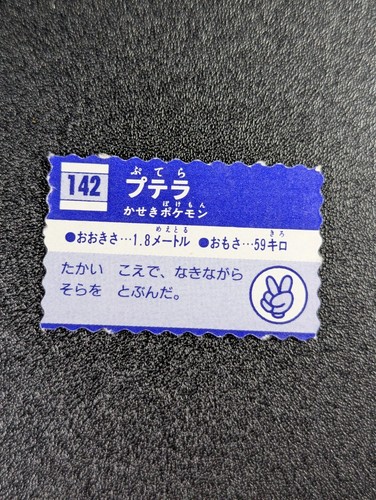 142
ぷてら
プテラ
ぽけもん
かせきポケモン
めえとる きろ
●おおきさ…1.8メートル ●おもさ…59キロ
たかい こえで、なきながら
そらを とぶんだ。